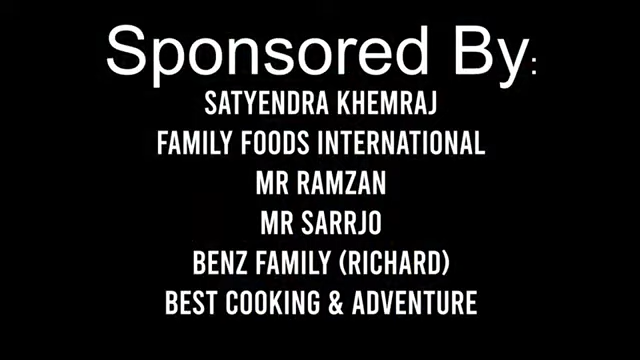 Sponsored By:
SATYENDRA KHEMRAJ
FAMILY FOODS INTERNATIONAL
MR RAMZAN
MR SARRJO
BENZ FAMILY (RICHARD)
BEST COOKING & ADVENTURE